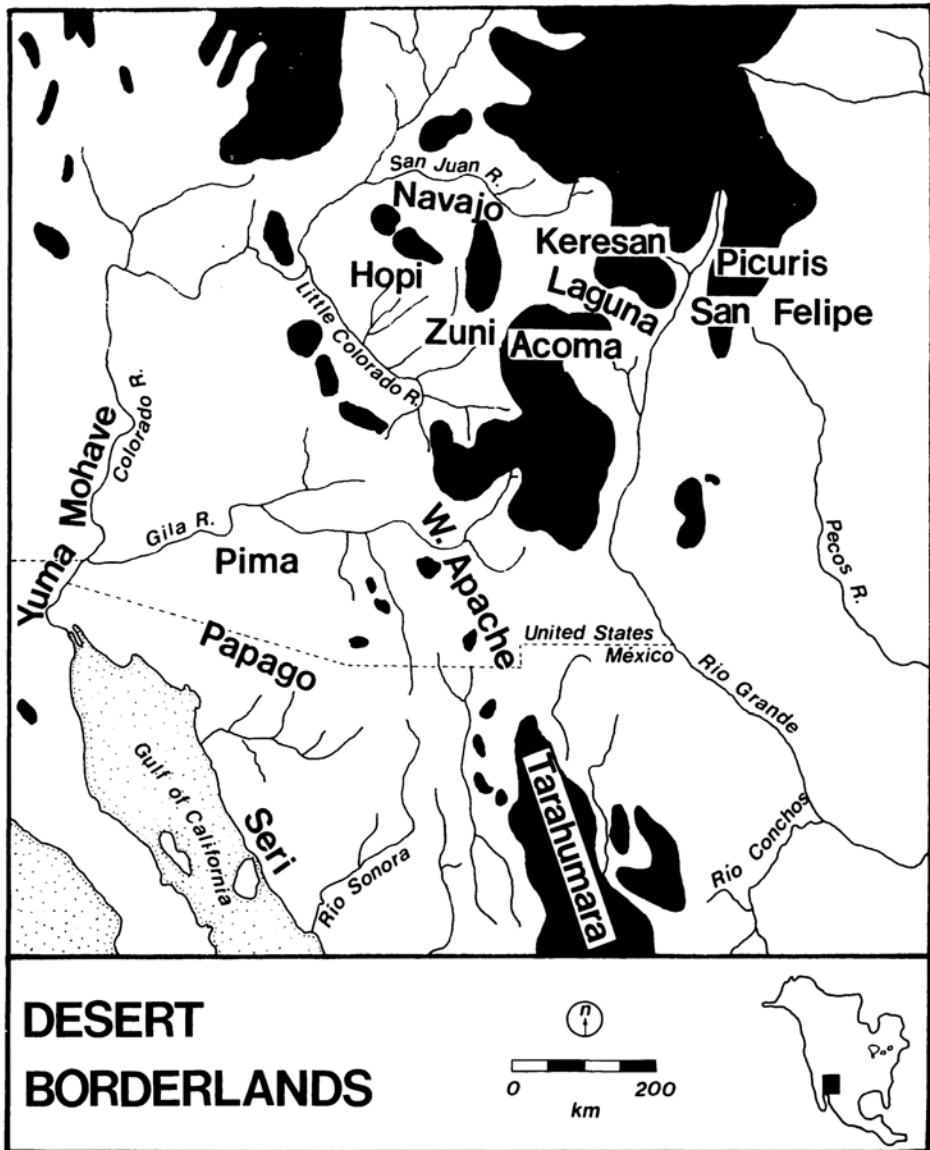 San Juan R.
Navajo
Keresan
Picuris
Hopi
Laguna
San Felipe
Little Colorado R.
Zuni
Acoma
Colorado R.
Mohave
Yuma
Gila R.
W. Apache
Pecos R.
Pima
Papago
United States
México
Rio Grande
Gulf of California
Seri
Tarahumara
Rio Sonora
Río Conchos
DESERT
BORDERLANDS
n
0 200
km